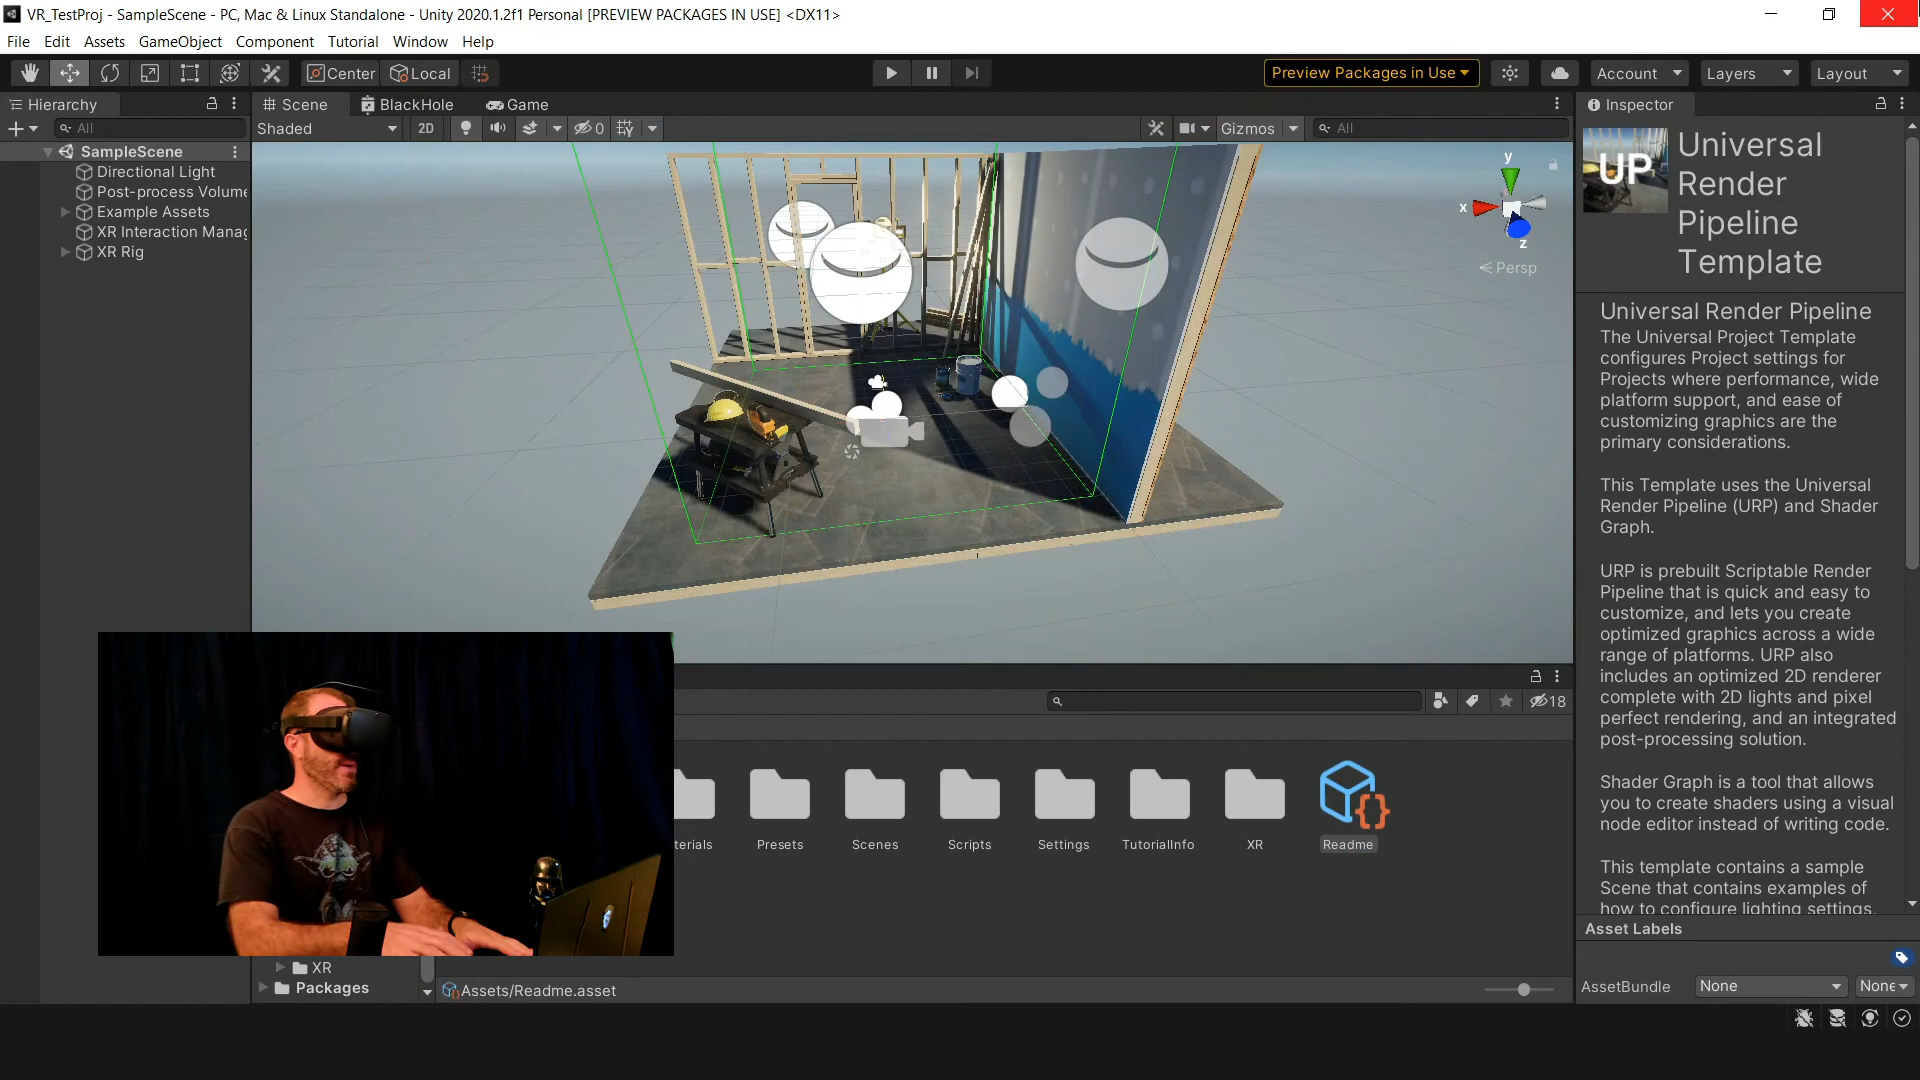 VR_TestProj - SampleScene - PC, Mac & Linux Standalone - Unity 2020.1.2f1 Personal [PREVIEW PACKAGES IN USE] <DX11>
File Edit Assets GameObject Component Tutorial Window Help
Center Local Preview Packages in Use Account Layers Layout
Hierarchy
All
SampleScene
Directional Light
Post-process Volume
Example Assets
XR Interaction Manag
XR Rig
Scene BlackHole Game
Shaded 2D 0 Gizmos All
y
x
z
Persp
18
terials Presets Scenes Scripts Settings TutorialInfo XR Readme
XR
Packages
Assets/Readme.asset
Inspector
UP
Universal
Render
Pipeline
Template
Universal Render Pipeline
The Universal Project Template
configures Project settings for
Projects where performance, wide
platform support, and ease of
customizing graphics are the
primary considerations.
This Template uses the Universal
Render Pipeline (URP) and Shader
Graph.
URP is prebuilt Scriptable Render
Pipeline that is quick and easy to
customize, and lets you create
optimized graphics across a wide
range of platforms. URP also
includes an optimized 2D renderer
complete with 2D lights and pixel
perfect rendering, and an integrated
post-processing solution.
Shader Graph is a tool that allows
you to create shaders using a visual
node editor instead of writing code.
This template contains a sample
Scene that contains examples of
how to configure lighting settings,
Asset Labels
AssetBundle None None